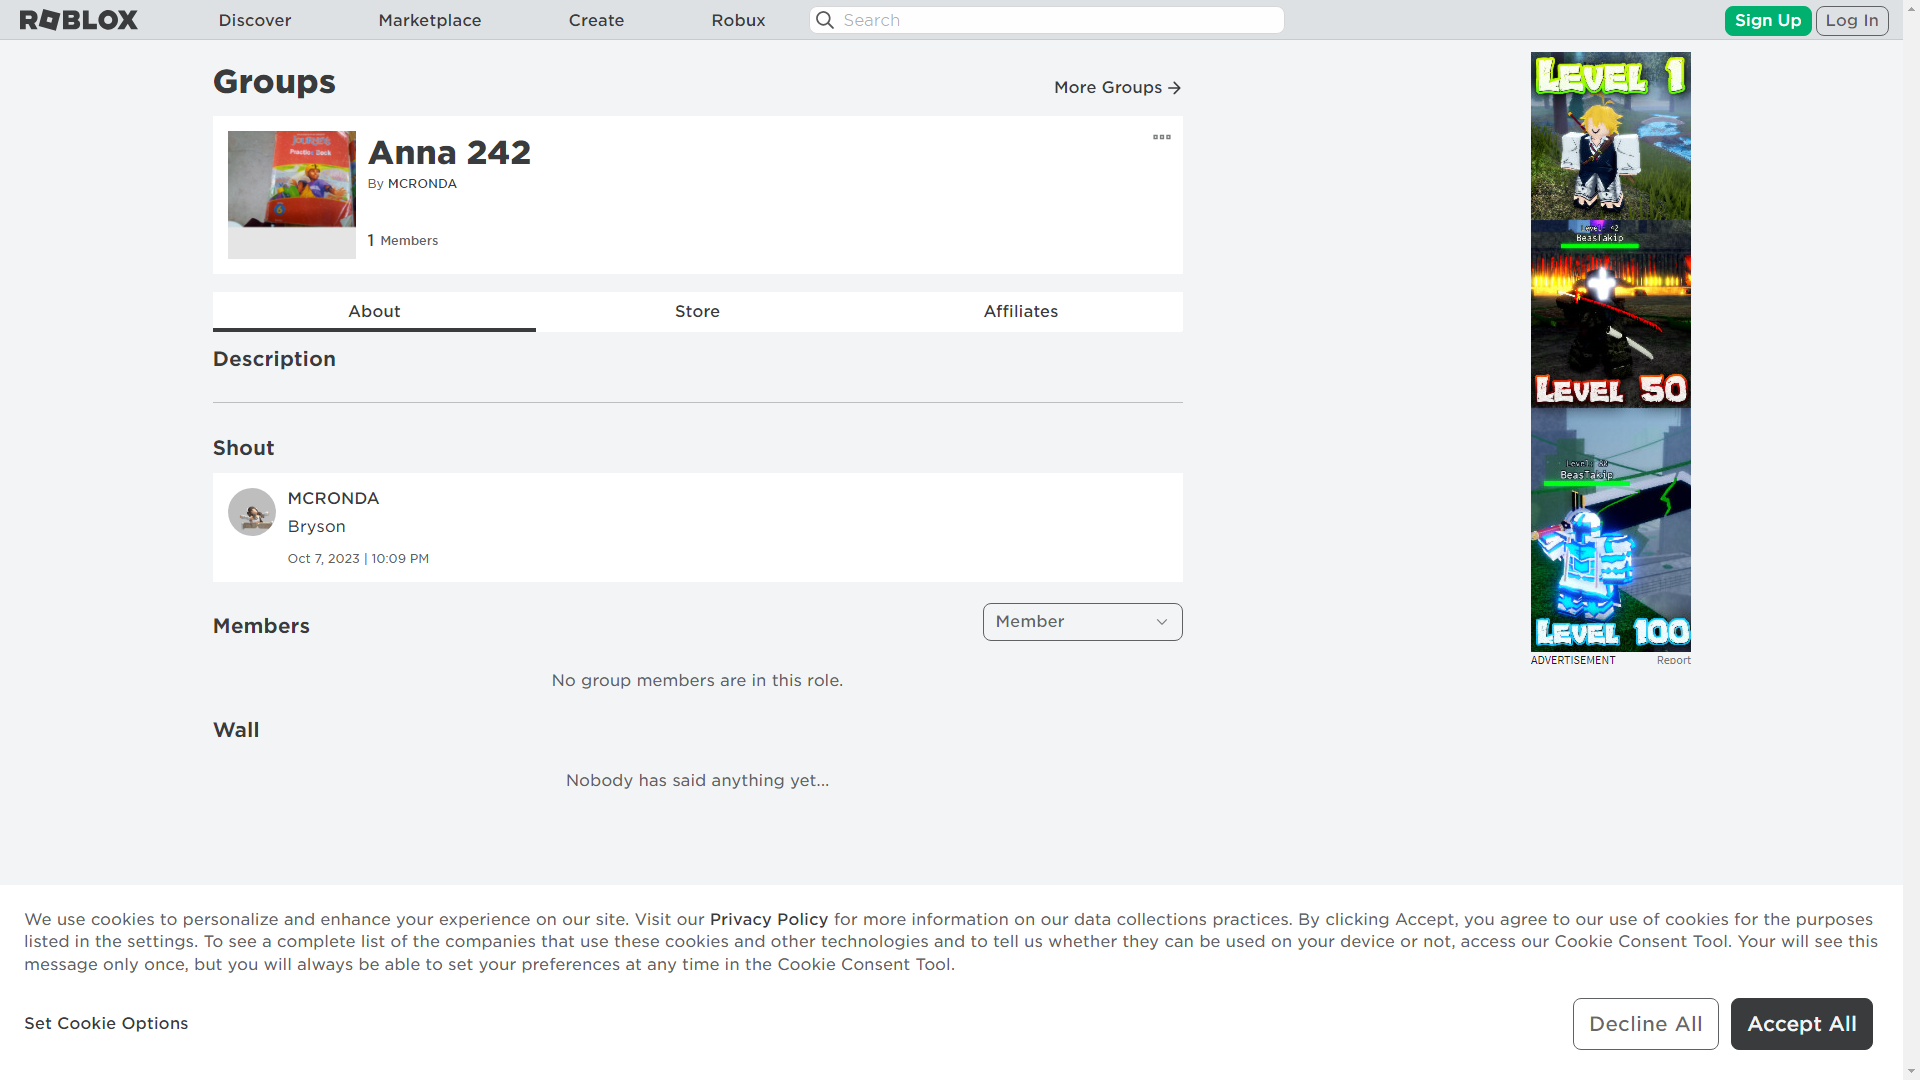 ROBLOX
Discover
Marketplace
Create
Robux
Search
Sign Up
Log In
Groups
More Groups
Anna 242
By MCRONDA
1 Members
Practice Book
About
Store
Affiliates
Description
Shout
MCRONDA
Bryson
Oct 7, 2023 | 10:09 PM
Members
Member
No group members are in this role.
Wall
Nobody has said anything yet...
LEVEL 1
BeasTakip
LEVEL 50
BeasTakip
LEVEL 100
ADVERTISEMENT
Report
We use cookies to personalize and enhance your experience on our site. Visit our Privacy Policy for more information on our data collections practices. By clicking Accept, you agree to our use of cookies for the purposes
listed in the settings. To see a complete list of the companies that use these cookies and other technologies and to tell us whether they can be used on your device or not, access our Cookie Consent Tool. Your will see this
message only once, but you will always be able to set your preferences at any time in the Cookie Consent Tool.
Set Cookie Options
Decline All
Accept All